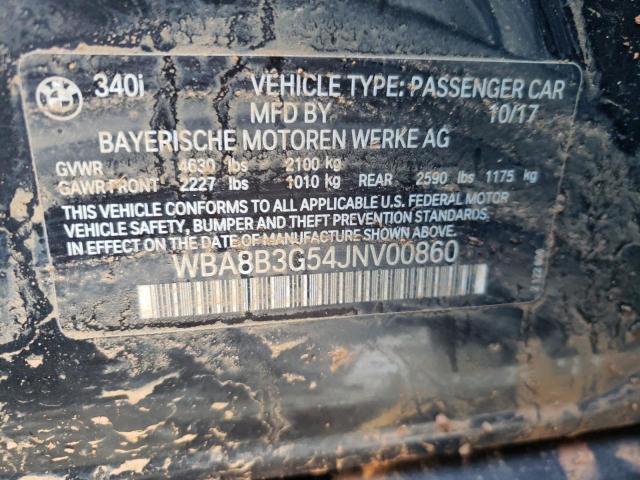 340i VEHICLE TYPE: PASSENGER CAR
MFD BY 10/17
BAYERISCHE MOTOREN WERKE AG
GVWR 4630 lbs 2100 kg
GAWR FRONT 2227 lbs 1010 kg REAR 2590 lbs 1175 kg
THIS VEHICLE CONFORMS TO ALL APPLICABLE U.S. FEDERAL MOTOR
VEHICLE SAFETY, BUMPER AND THEFT PREVENTION STANDARDS
IN EFFECT ON THE DATE OF MANUFACTURE SHOWN ABOVE.
WBA8B3G54JNV00860